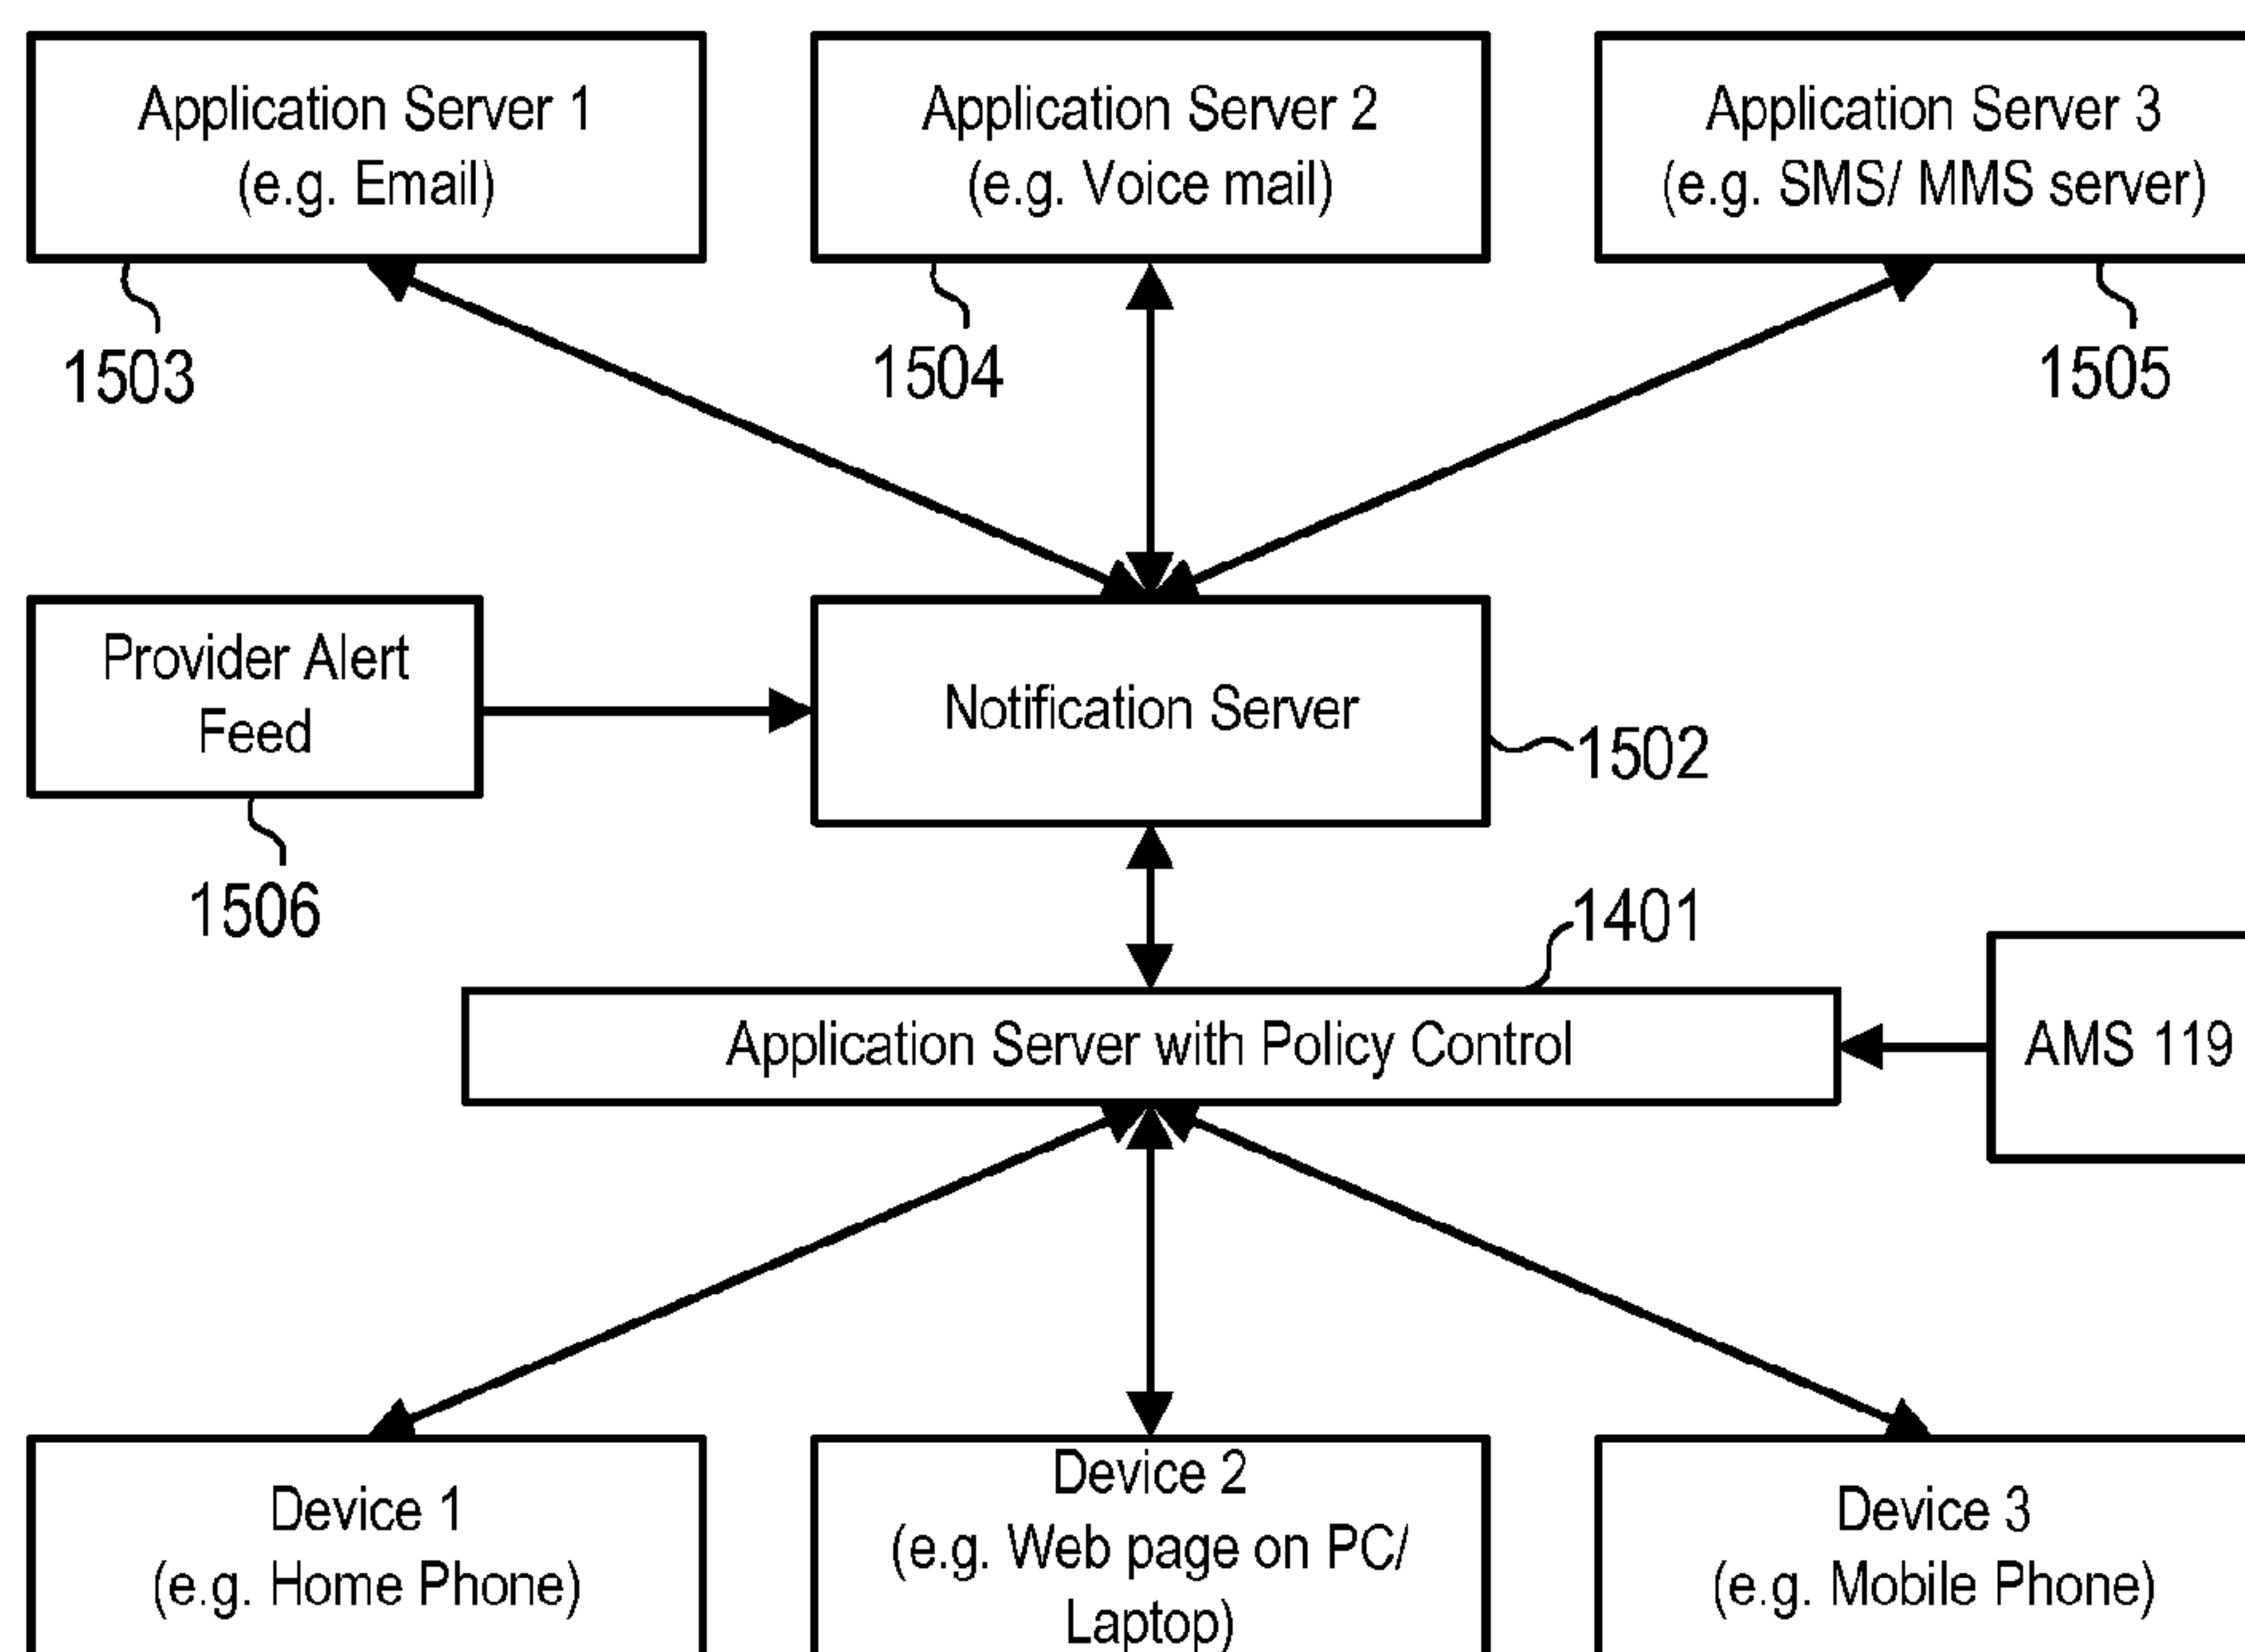 Application Server 1
(e.g. Email)
Application Server 2
(e.g. Voice mail)
Application Server 3
(e.g. SMS/ MMS server)
1503
1504
1505
Provider Alert
Feed
Notification Server
1502
1506
1401
Application Server with Policy Control
AMS 119
Device 1
(e.g. Home Phone)
Device 2
(e.g. Web page on PC/
Laptop)
Device 3
(e.g. Mobile Phone)